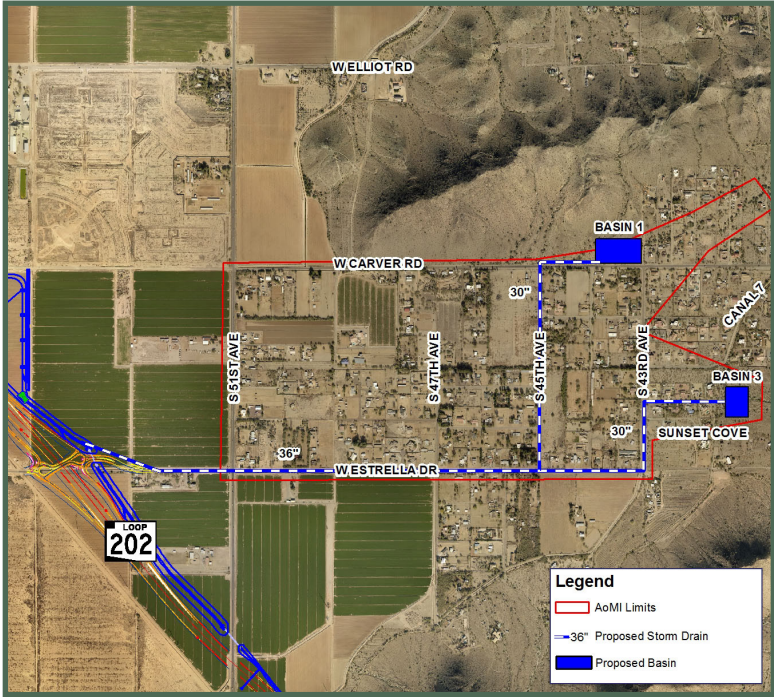 W ELLIOT RD
BASIN 1
W CARVER RD
CANAL 7
30"
S 51ST AVE
S 47TH AVE
S 45TH AVE
S 43RD AVE
BASIN 3
30"
SUNSET COVE
36"
W ESTRELLA DR
LOOP
202
Legend
AoMI Limits
36" Proposed Storm Drain
Proposed Basin